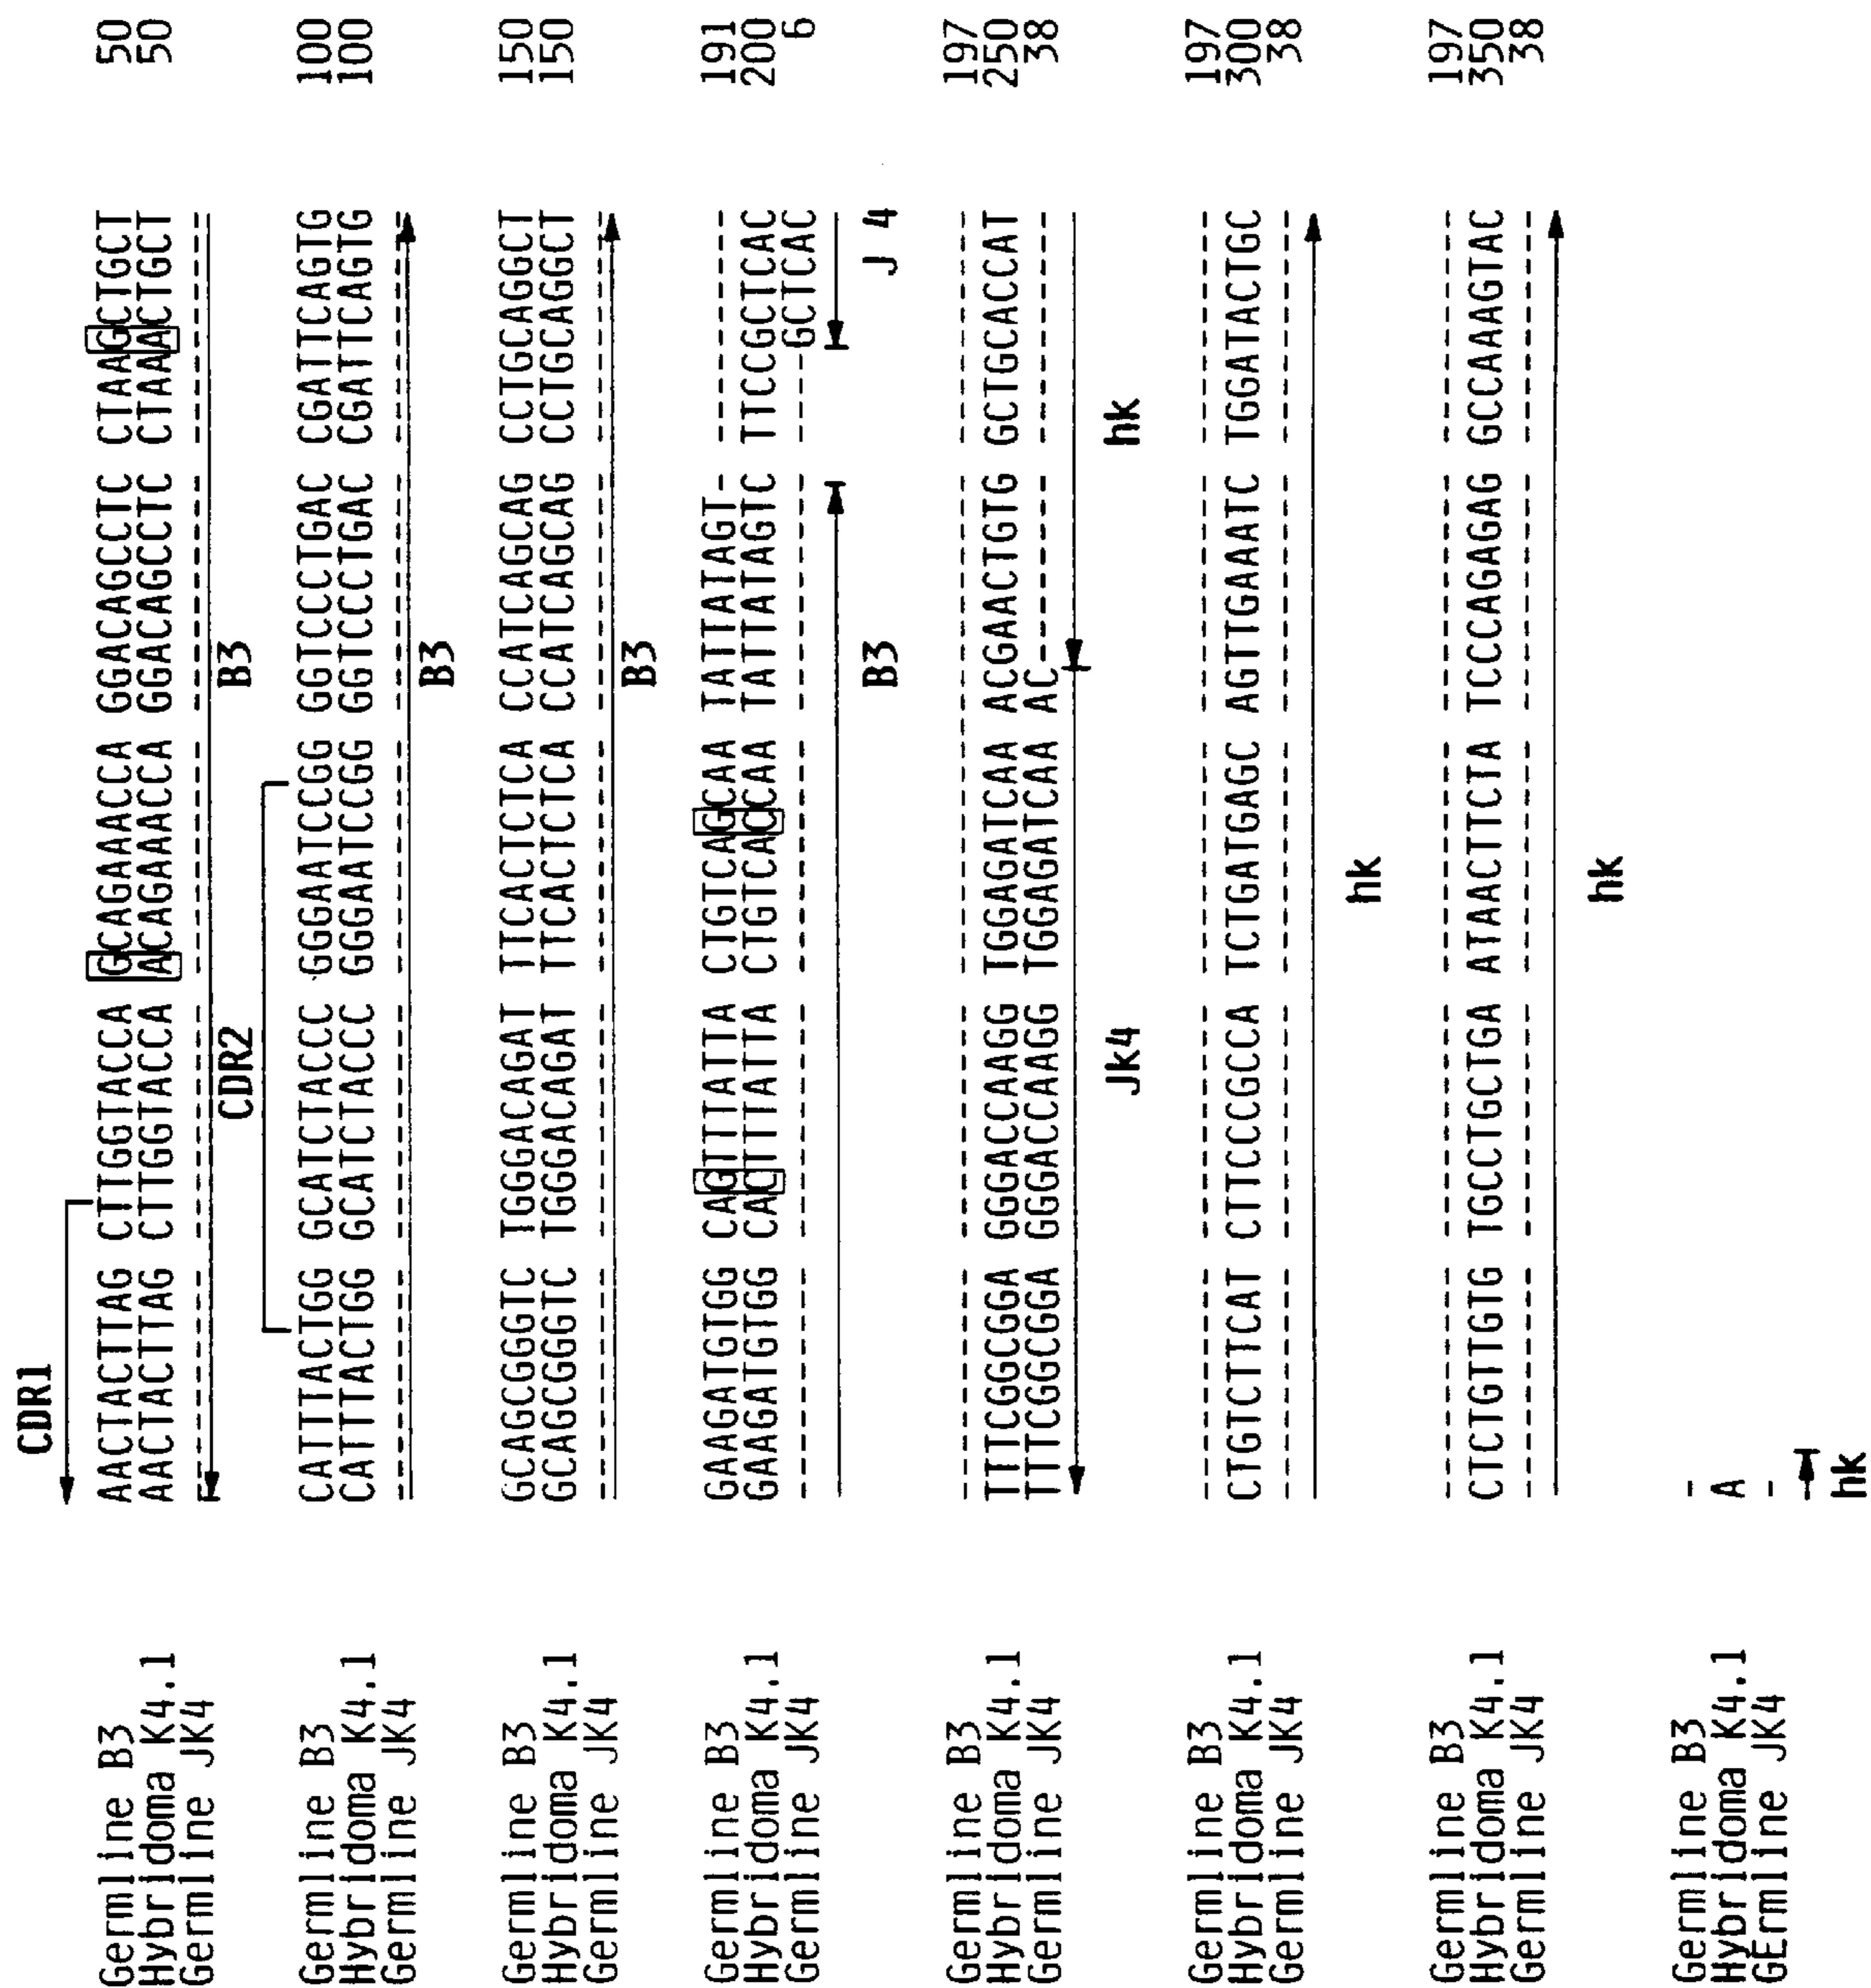 CDR1
Germline B3 AACTACTTAG CTTGGTACCA GCAGAAACCA GGACAGCCTC CTAAGCTGCT 50
Hybridoma K4.1 AACTACTTAG CTTGGTACCA ACAGAAACCA GGACAGCCTC CTAAACTGCT 50
Germline JK4 ---------- ---------- ---------- ---------- ----------
B3
CDR2
Germline B3 CATTTACTGG GCATCTACCC GGGAATCCGG GGTCCCTGAC CGATTCAGTG 100
Hybridoma K4.1 CATTTACTGG GCATCTACCC GGGAATCCGG GGTCCCTGAC CGATTCAGTG 100
Germline JK4 ---------- ---------- ---------- ---------- ----------
B3
Germline B3 GCAGCGGGTC TGGGACAGAT TTCACTCTCA CCATCAGCAG CCTGCAGGCT 150
Hybridoma K4.1 GCAGCGGGTC TGGGACAGAT TTCACTCTCA CCATCAGCAG CCTGCAGGCT 150
Germline JK4 ---------- ---------- ---------- ---------- ----------
B3
Germline B3 GAAGATGTGG CAGTTTATTA CTGTCAGCAA TATTATAGT- ---------- 191
Hybridoma K4.1 GAAGATGTGG CACTTTATTA CTGTCACCAA TATTATAGTC TTCCGCTCAC 200
Germline JK4 ---------- ---------- ---------- ---------- ----GCTCAC 6
B3 J 4
Germline B3 ---------- ---------- ---------- ---------- ---------- 197
Hybridoma K4.1 TTTCGGCGGA GGGACCAAGG TGGAGATCAA ACGAACTGTG GCTGCACCAT 250
Germline JK4 TTTCGGCGGA GGGACCAAGG TGGAGATCAA AC-------- ---------- 38
Jk4 hk
Germline B3 ---------- ---------- ---------- ---------- ---------- 197
Hybridoma K4.1 CTGTCTTCAT CTTCCCGCCA TCTGATGAGC AGTTGAAATC TGGATACTGC 300
Germline JK4 ---------- ---------- ---------- ---------- ---------- 38
hk
Germline B3 ---------- ---------- ---------- ---------- ---------- 197
Hybridoma K4.1 CTCTGTTGTG TGCCTGCTGA ATAACTTCTA TCCCAGAGAG GCCAAAGTAC 350
Germline JK4 ---------- ---------- ---------- ---------- ---------- 38
hk
Germline B3 -
Hybridoma K4.1 A
GErmline JK4 -
hk